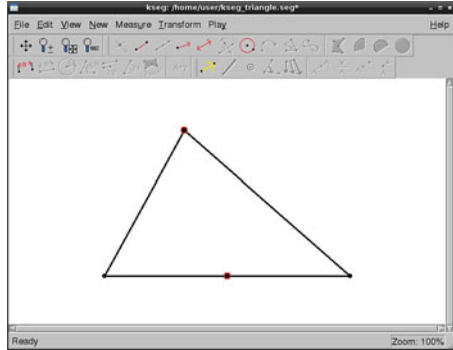 kseg: /home/user/kseg_triangle.seg*
File Edit View New Measure Transform Play Help
Ready Zoom: 100%